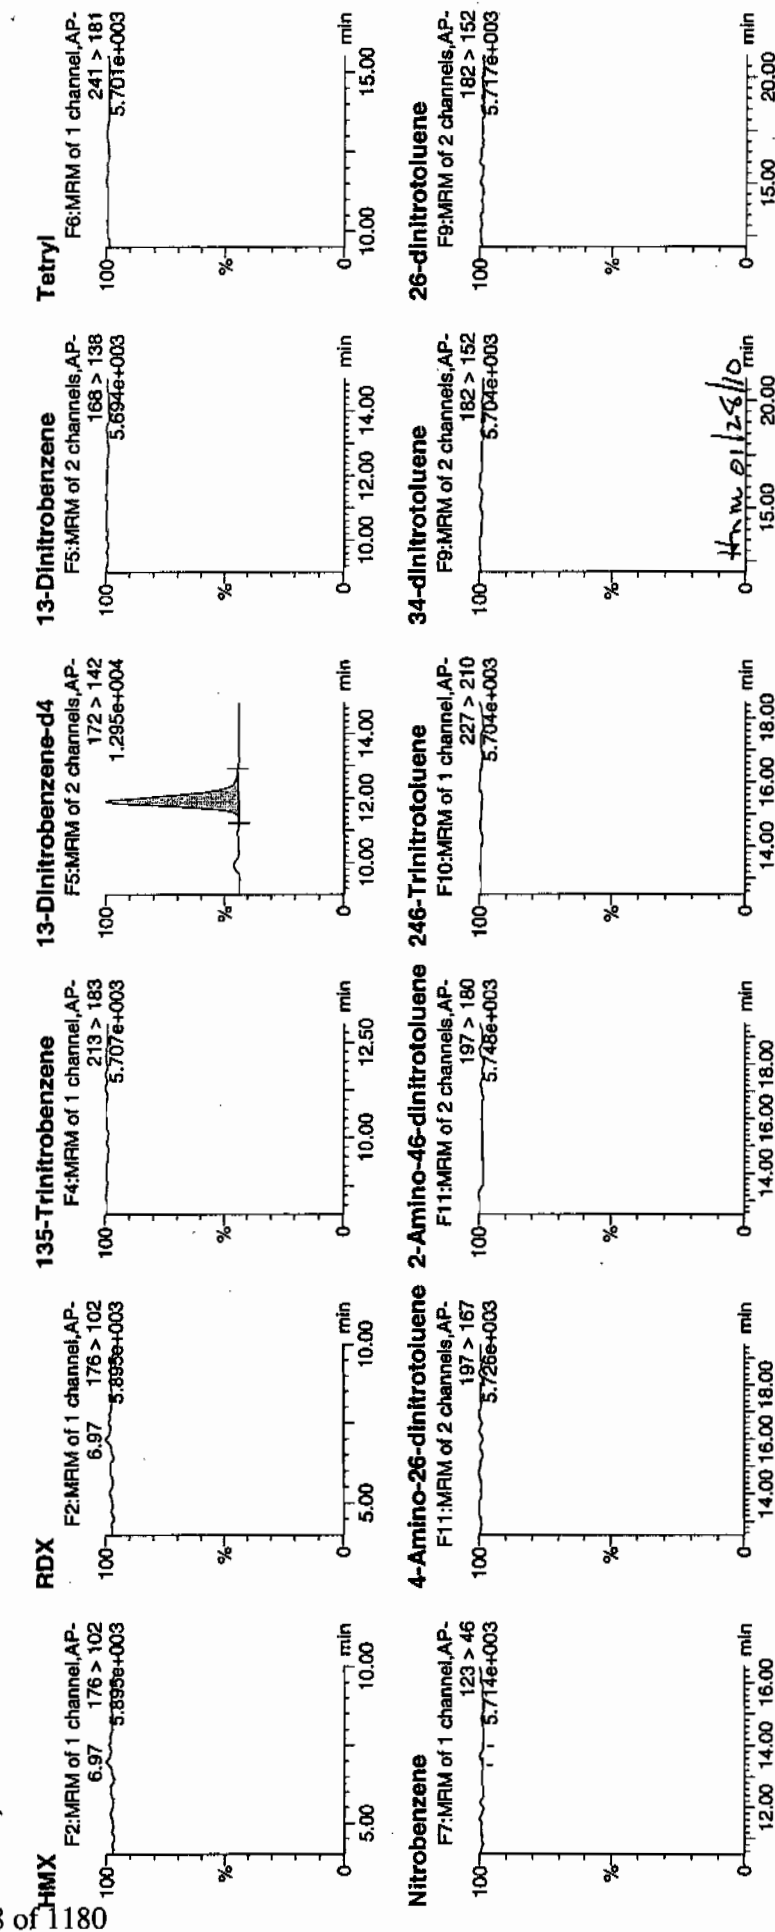 HMX
F2:MRM of 1 channel,AP-
6.97 176 > 102
5.895e+003
100
%
0
5.00 10.00 min
RDX
F2:MRM of 1 channel,AP-
6.97 176 > 102
5.895e+003
100
%
0
5.00 10.00 min
135-Trinitrobenzene
F4:MRM of 1 channel,AP-
213 > 183
5.707e+003
100
%
0
10.00 12.50 min
13-Dinitrobenzene-d4
F5:MRM of 2 channels,AP-
172 > 142
1.295e+004
100
%
0
10.00 12.00 14.00 min
13-Dinitrobenzene
F5:MRM of 2 channels,AP-
168 > 138
5.694e+003
100
%
0
10.00 12.00 14.00 min
Tetryl
F6:MRM of 1 channel,AP-
241 > 181
5.701e+003
100
%
0
10.00 15.00 min
Nitrobenzene
F7:MRM of 1 channel,AP-
123 > 46
5.714e+003
100
%
0
12.00 14.00 16.00 min
4-Amino-26-dinitrotoluene
F11:MRM of 2 channels,AP-
197 > 167
5.726e+003
100
%
0
14.00 16.00 18.00 min
2-Amino-46-dinitrotoluene
F11:MRM of 2 channels,AP-
197 > 180
5.748e+003
100
%
0
14.00 16.00 18.00 min
246-Trinitrotoluene
F10:MRM of 1 channel,AP-
227 > 210
5.704e+003
100
%
0
14.00 16.00 18.00 min
34-dinitrotoluene
F9:MRM of 2 channels,AP-
182 > 152
5.704e+003
100
%
0
15.00 20.00 min
01/28/10
26-dinitrotoluene
F9:MRM of 2 channels,AP-
182 > 152
5.717e+003
100
%
0
15.00 20.00 min
of 1180